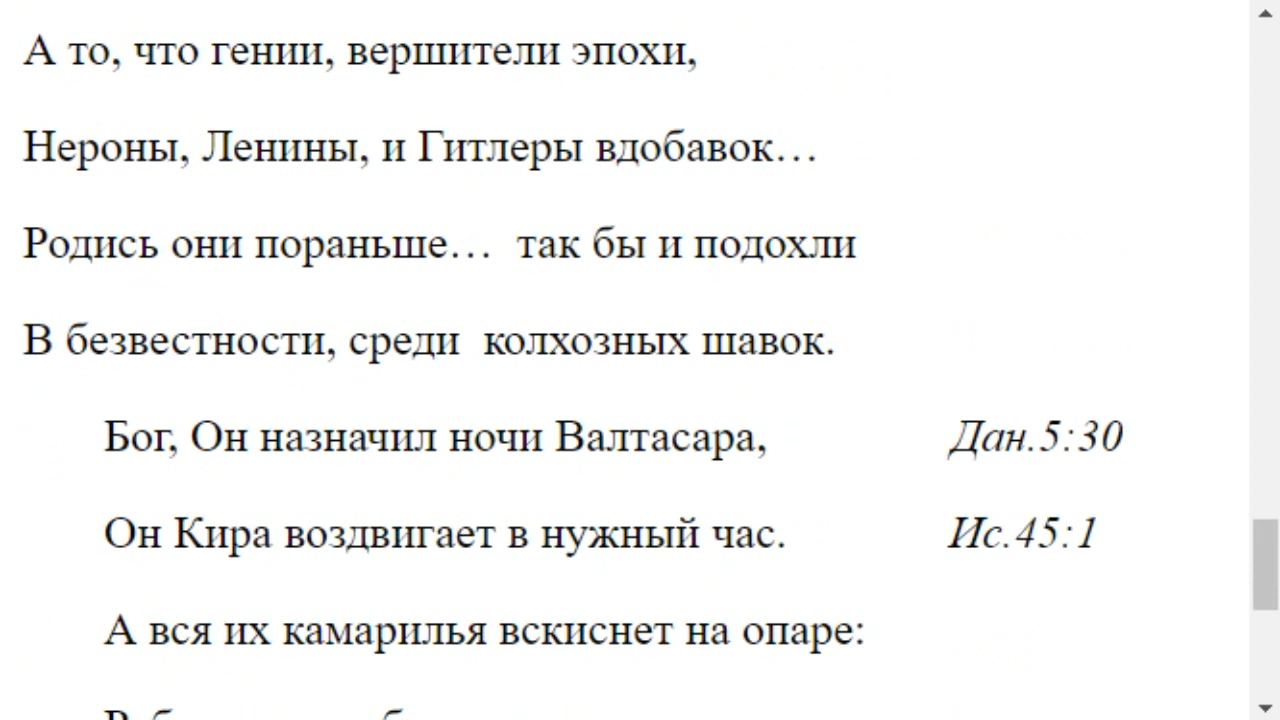 А то, что гении, вершители эпохи,
Нероны, Ленины, и Гитлеры вдобавок…
Родись они пораньше…  так бы и подохли
В безвестности, среди  колхозных шавок.
Бог, Он назначил ночи Валтасара, Дан.5:30
Он Кира воздвигает в нужный час. Ис.45:1
А вся их камарилья вскиснет на опаре: